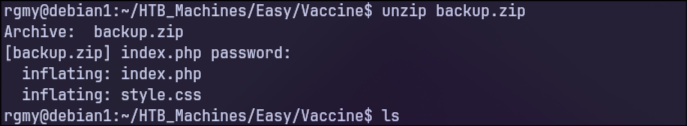 rgmy@debian1:~/HTB_Machines/Easy/Vaccine$ unzip backup.zip
Archive:  backup.zip
[backup.zip] index.php password:
  inflating: index.php
  inflating: style.css
rgmy@debian1:~/HTB_Machines/Easy/Vaccine$ ls